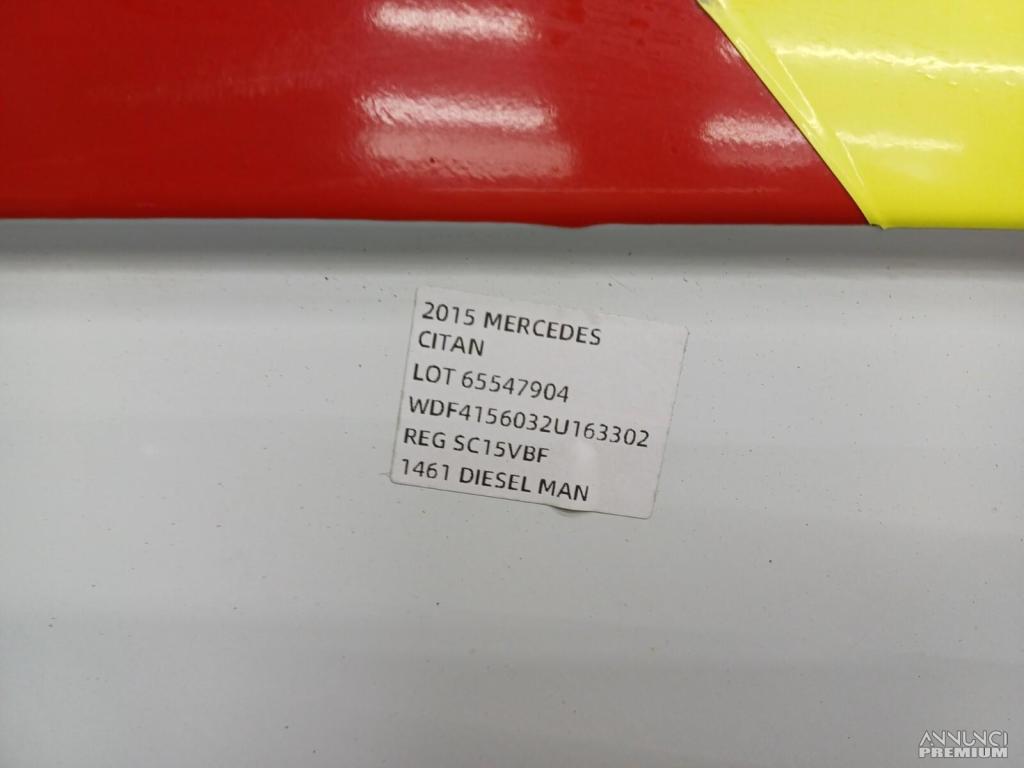 2015 MERCEDES
CITAN
LOT 65547904
WDF4156032U163302
REG SC15VBF
1461 DIESEL MAN
ANNUNCI
PREMIUM